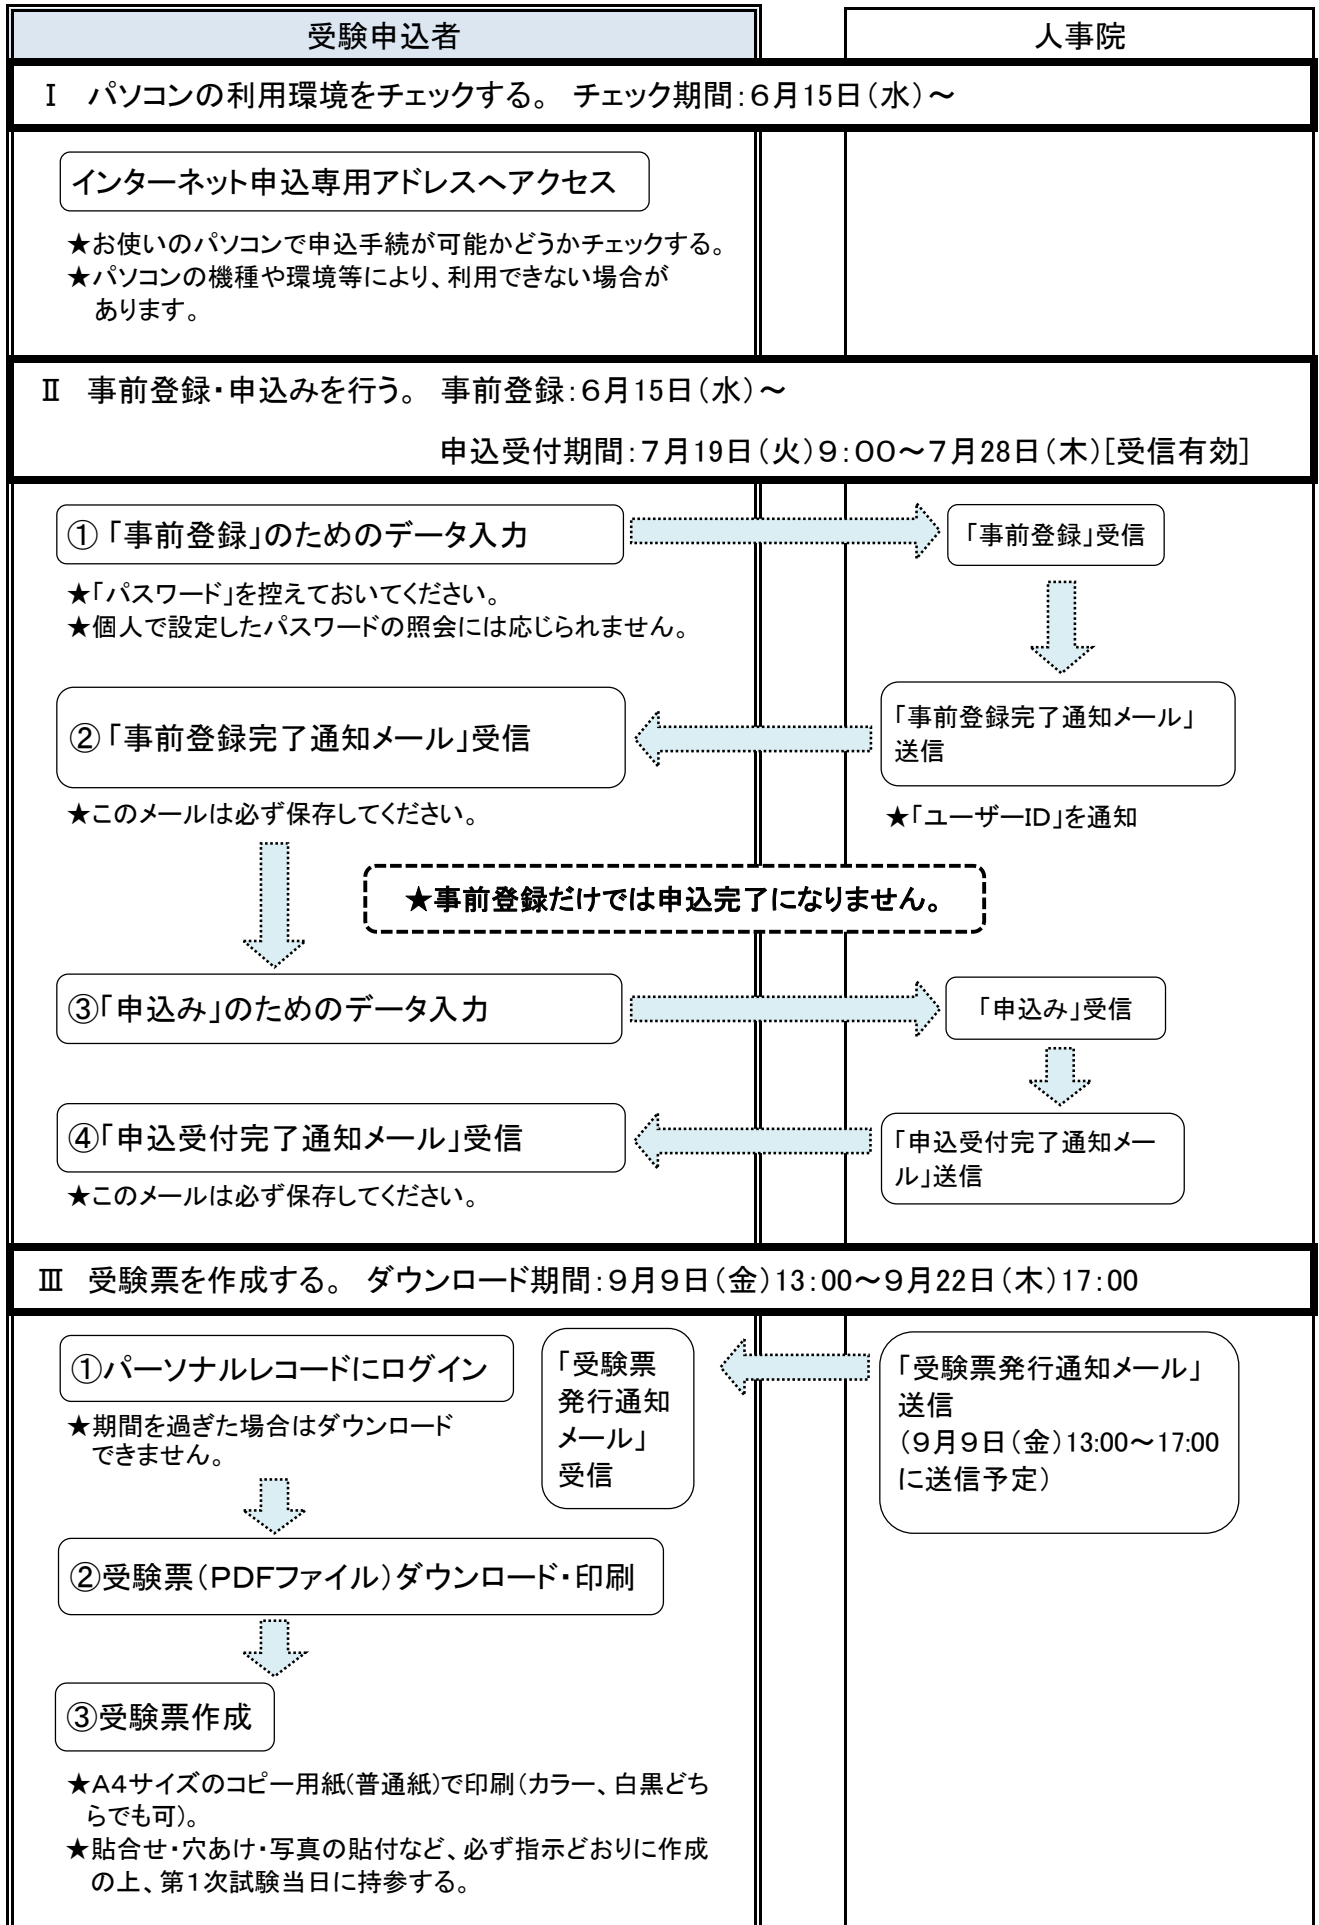 受験申込者
人事院
Ⅰ　パソコンの利用環境をチェックする。　チェック期間：６月15日（水）～
インターネット申込専用アドレスへアクセス
★お使いのパソコンで申込手続が可能かどうかチェックする。
★パソコンの機種や環境等により、利用できない場合が
あります。
Ⅱ　事前登録・申込みを行う。　事前登録：６月15日（水）～
申込受付期間：７月19日（火）９：００～７月28日（木）［受信有効］
①「事前登録」のためのデータ入力
「事前登録」受信
★「パスワード」を控えておいてください。
★個人で設定したパスワードの照会には応じられません。
②「事前登録完了通知メール」受信
「事前登録完了通知メール」
送信
★このメールは必ず保存してください。
★「ユーザーID」を通知
★事前登録だけでは申込完了になりません。
③「申込み」のためのデータ入力
「申込み」受信
④「申込受付完了通知メール」受信
「申込受付完了通知メー
ル」送信
★このメールは必ず保存してください。
Ⅲ　受験票を作成する。　ダウンロード期間：９月９日（金）13：00～９月22日（木）17：00
①パーソナルレコードにログイン
★期間を過ぎた場合はダウンロード
できません。
「受験票
発行通知
メール」
受信
「受験票発行通知メール」
送信
（９月９日（金）13:00～17:00
に送信予定）
②受験票（ＰＤＦファイル）ダウンロード・印刷
③受験票作成
★Ａ４サイズのコピー用紙(普通紙)で印刷（カラー、白黒どち
らでも可）。
★貼合せ・穴あけ・写真の貼付など、必ず指示どおりに作成
の上、第１次試験当日に持参する。